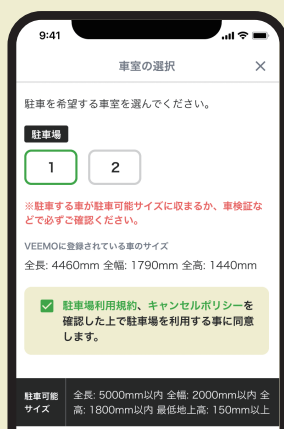 9:41
車室の選択
駐車を希望する車室を選んでください。
駐車場
1 2
※駐車する車が駐車可能サイズに収まるか、車検証な
どで必ずご確認ください。
VEEMOに登録されている車のサイズ
全長: 4460mm 全幅: 1790mm 全高: 1440mm
駐車場利用規約、キャンセルポリシーを
確認した上で駐車場を利用する事に同意
します。
駐車可能 全長: 5000mm以内 全幅: 2000mm以内 全
サイズ 高: 1800mm以内 最低地上高: 150mm以上